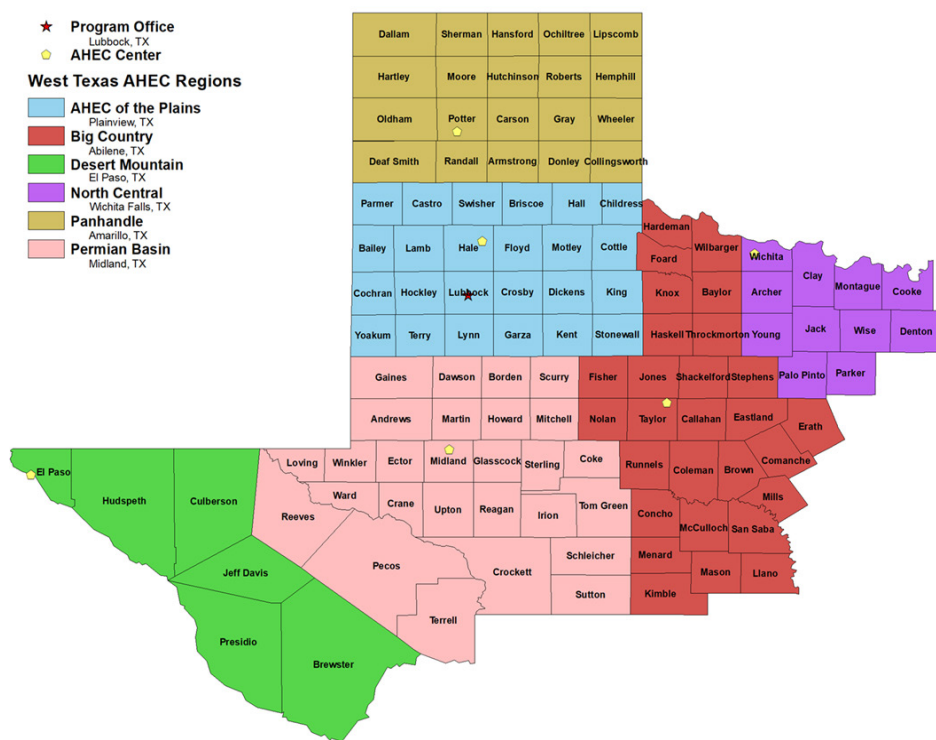 Program Office
Lubbock, TX
AHEC Center
West Texas AHEC Regions
AHEC of the Plains
Plainview, TX
Big Country
Abilene, TX
Desert Mountain
El Paso, TX
North Central
Wichita Falls, TX
Panhandle
Amarillo, TX
Permian Basin
Midland, TX
Dallam Sherman Hansford Ochiltree Lipscomb
Hartley Moore Hutchinson Roberts Hemphill
Oldham Potter Carson Gray Wheeler
Deaf Smith Randall Armstrong Donley Collingsworth
Parmer Castro Swisher Briscoe Hall Childress
Hardeman Wilbarger
Bailey Lamb Hale Floyd Motley Cottle
Foard Wichita Clay Montague Cooke
Cochran Hockley Lubbock Crosby Dickens King Knox Baylor Archer
Yoakum Terry Lynn Garza Kent Stonewall Haskell Throckmorton Young Jack Wise Denton
Gaines Dawson Borden Scurry Fisher Jones Shackelford Stephens Palo Pinto Parker
Andrews Martin Howard Mitchell Nolan Taylor Callahan Eastland Erath
El Paso Hudspeth Culberson Loving Winkler Ector Midland Glasscock Sterling Coke Runnels Coleman Brown Comanche
Reeves Ward Crane Upton Reagan Irion Tom Green Concho McCulloch San Saba Mills
Jeff Davis Pecos Crockett Schleicher Menard Mason Llano
Sutton Kimble
Presidio Brewster Terrell